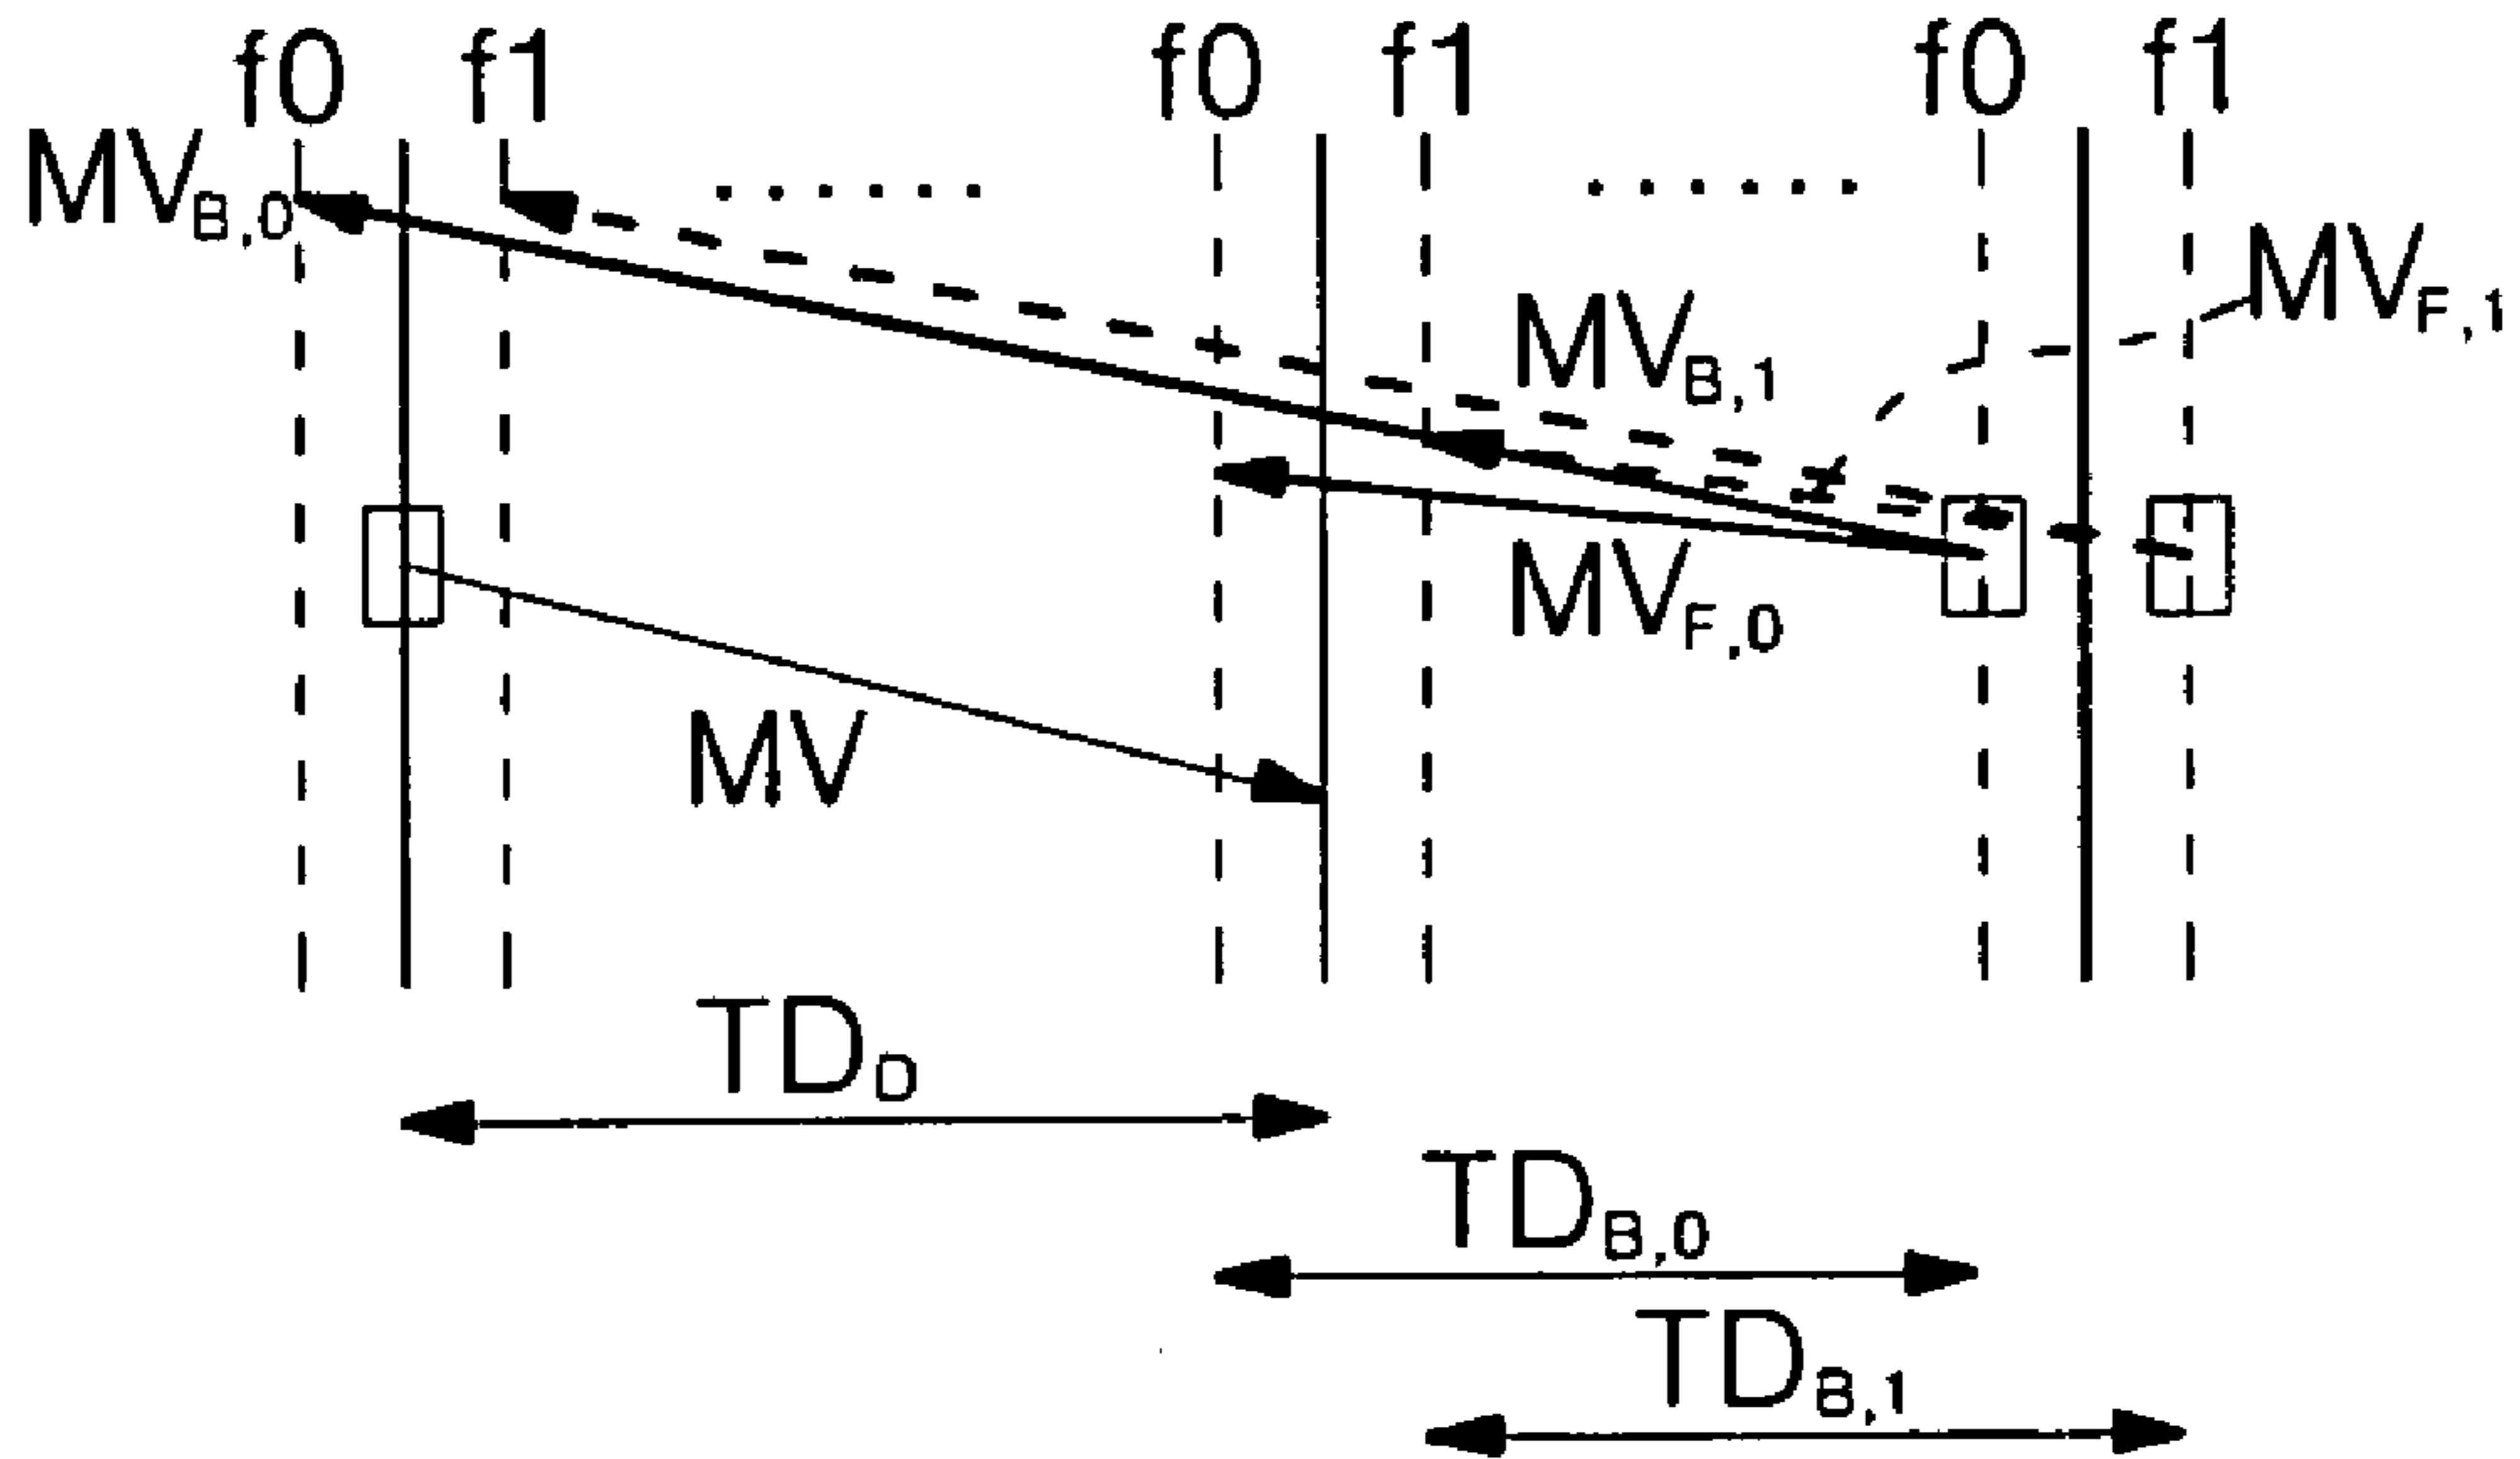 f0 f1 f0 f1 f0 f1
MVB,0
MVF,1
MVB,1
MVF,0
MV
TDD
TDB,0
TDB,1